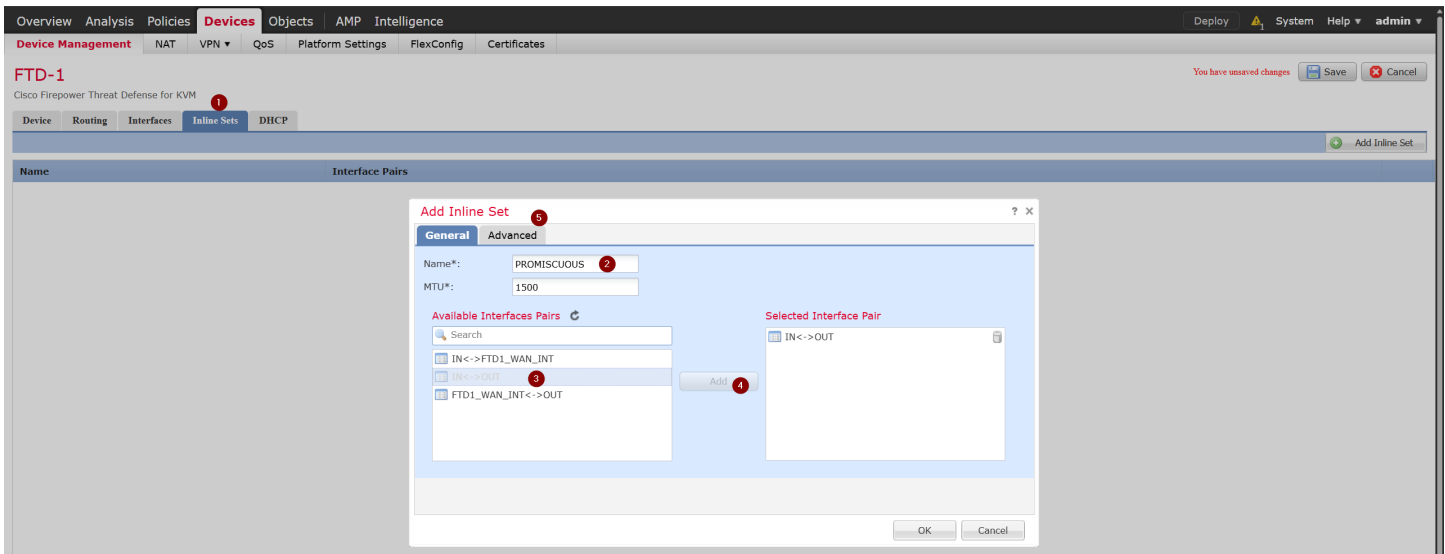 Overview Analysis Policies Devices Objects AMP Intelligence Deploy 1 System Help ▾ admin ▾
Device Management NAT VPN ▾ QoS Platform Settings FlexConfig Certificates
FTD-1 You have unsaved changes Save Cancel
Cisco Firepower Threat Defense for KVM
1
Device Routing Interfaces Inline Sets DHCP
Add Inline Set
Name Interface Pairs
Add Inline Set ? ×
5
General Advanced
Name*: PROMISCUOUS 2
MTU*: 1500
Available Interfaces Pairs Selected Interface Pair
Search IN<->OUT
IN<->FTD1_WAN_INT
IN<->OUT 3 Add 4
FTD1_WAN_INT<->OUT
OK Cancel